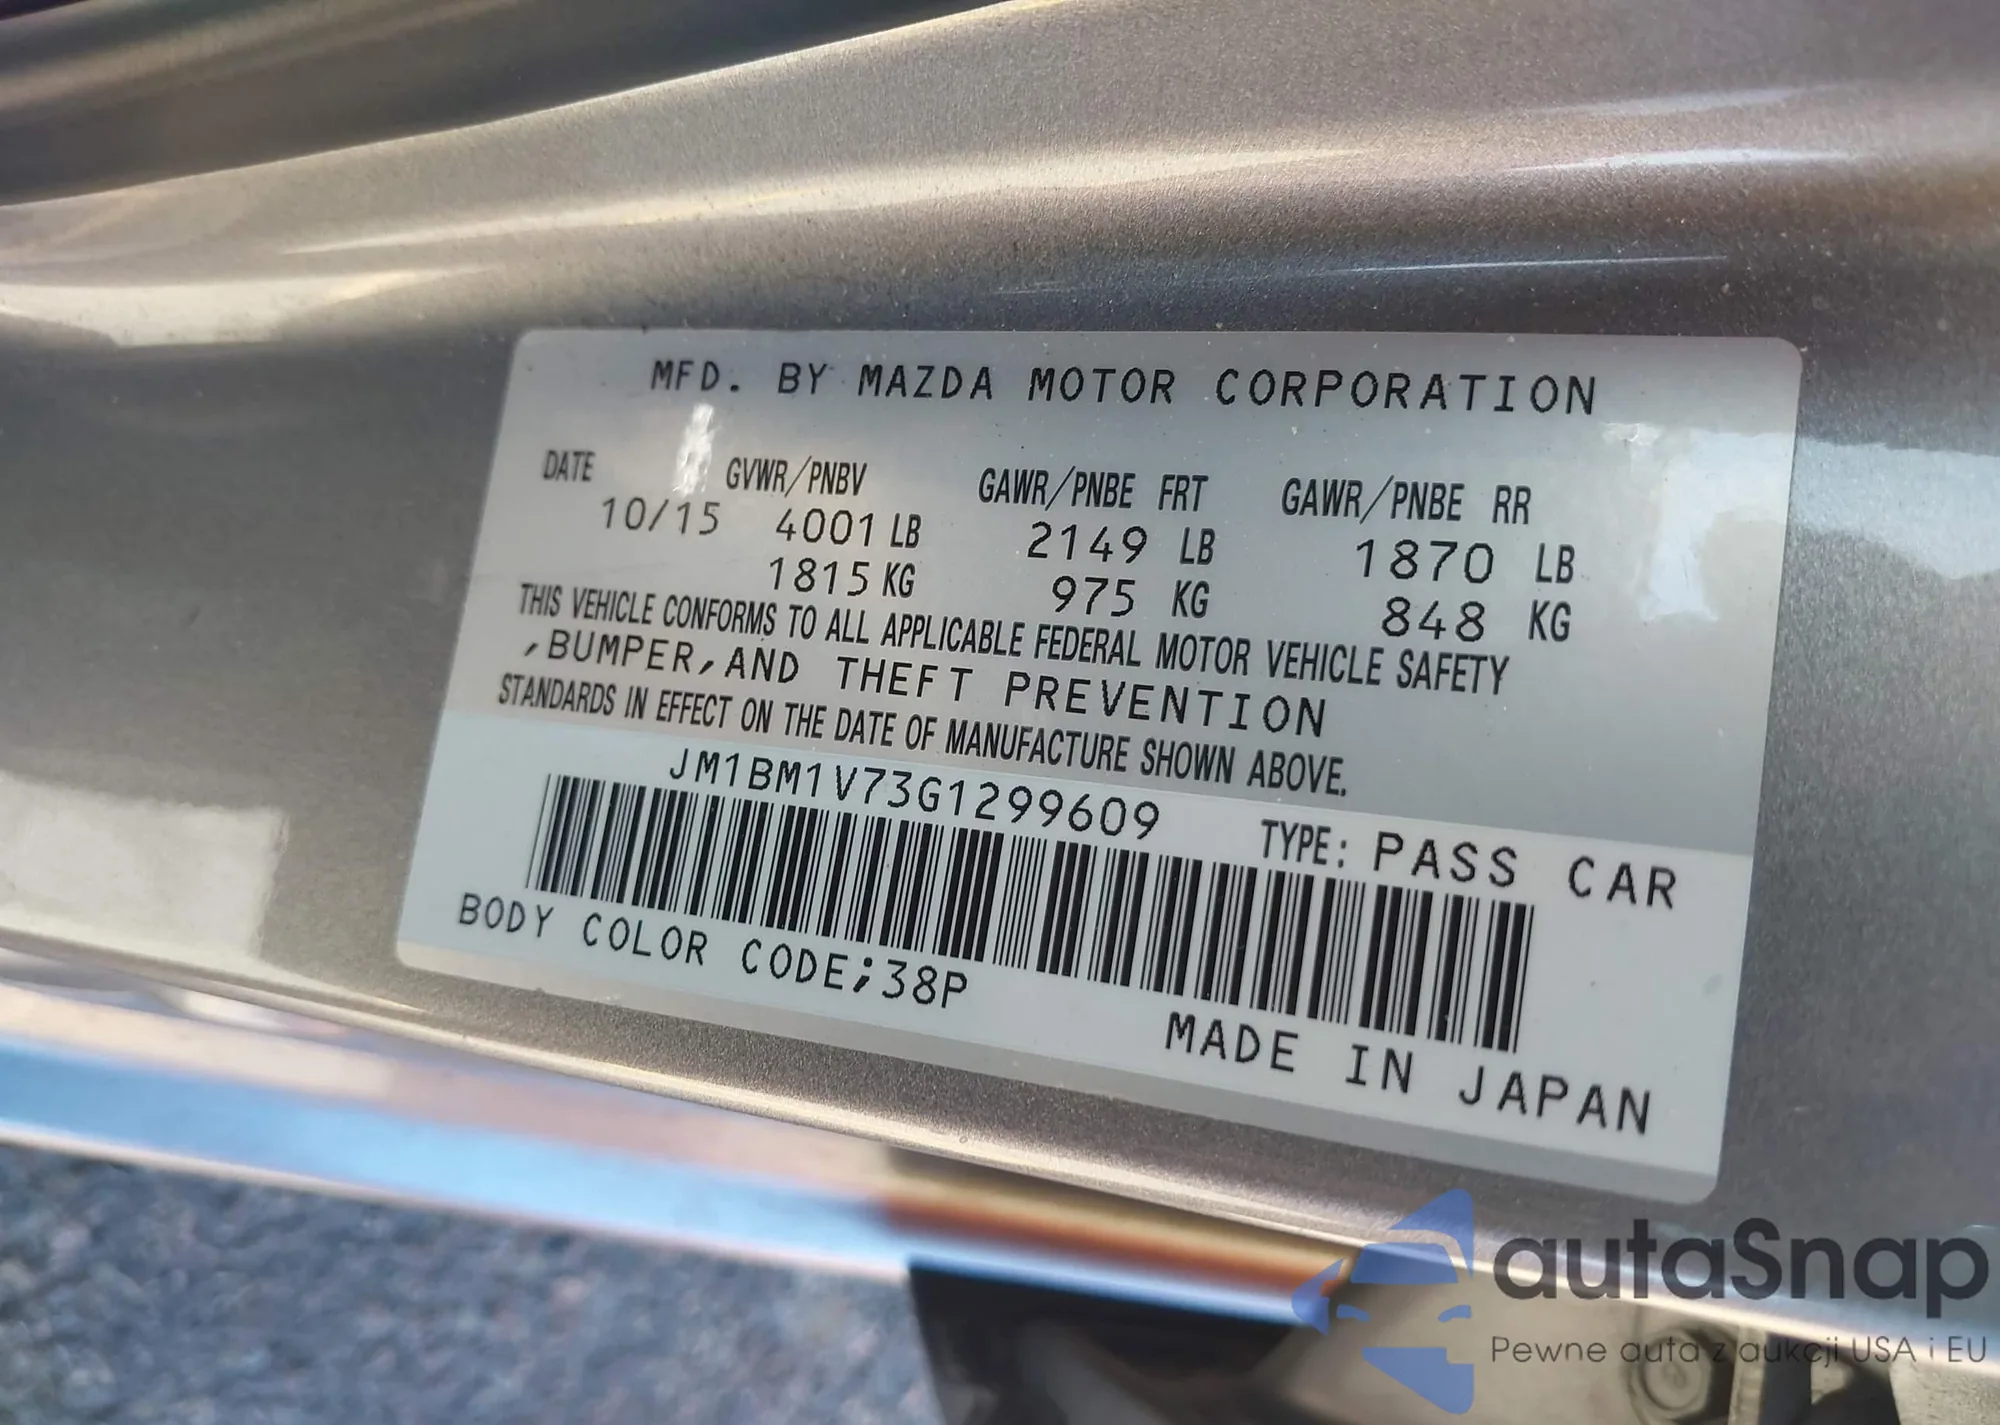 MFD. BY MAZDA MOTOR CORPORATION
DATE GVWR/PNBV GAWR/PNBE FRT GAWR/PNBE RR
10/15 4001 LB 2149 LB 1870 LB
1815 KG 975 KG 848 KG
THIS VEHICLE CONFORMS TO ALL APPLICABLE FEDERAL MOTOR VEHICLE SAFETY
,BUMPER,AND THEFT PREVENTION
STANDARDS IN EFFECT ON THE DATE OF MANUFACTURE SHOWN ABOVE.
JM1BM1V73G1299609
TYPE: PASS CAR
BODY COLOR CODE;38P
MADE IN JAPAN
autaSnap
Pewne auta z aukcji USA i EU